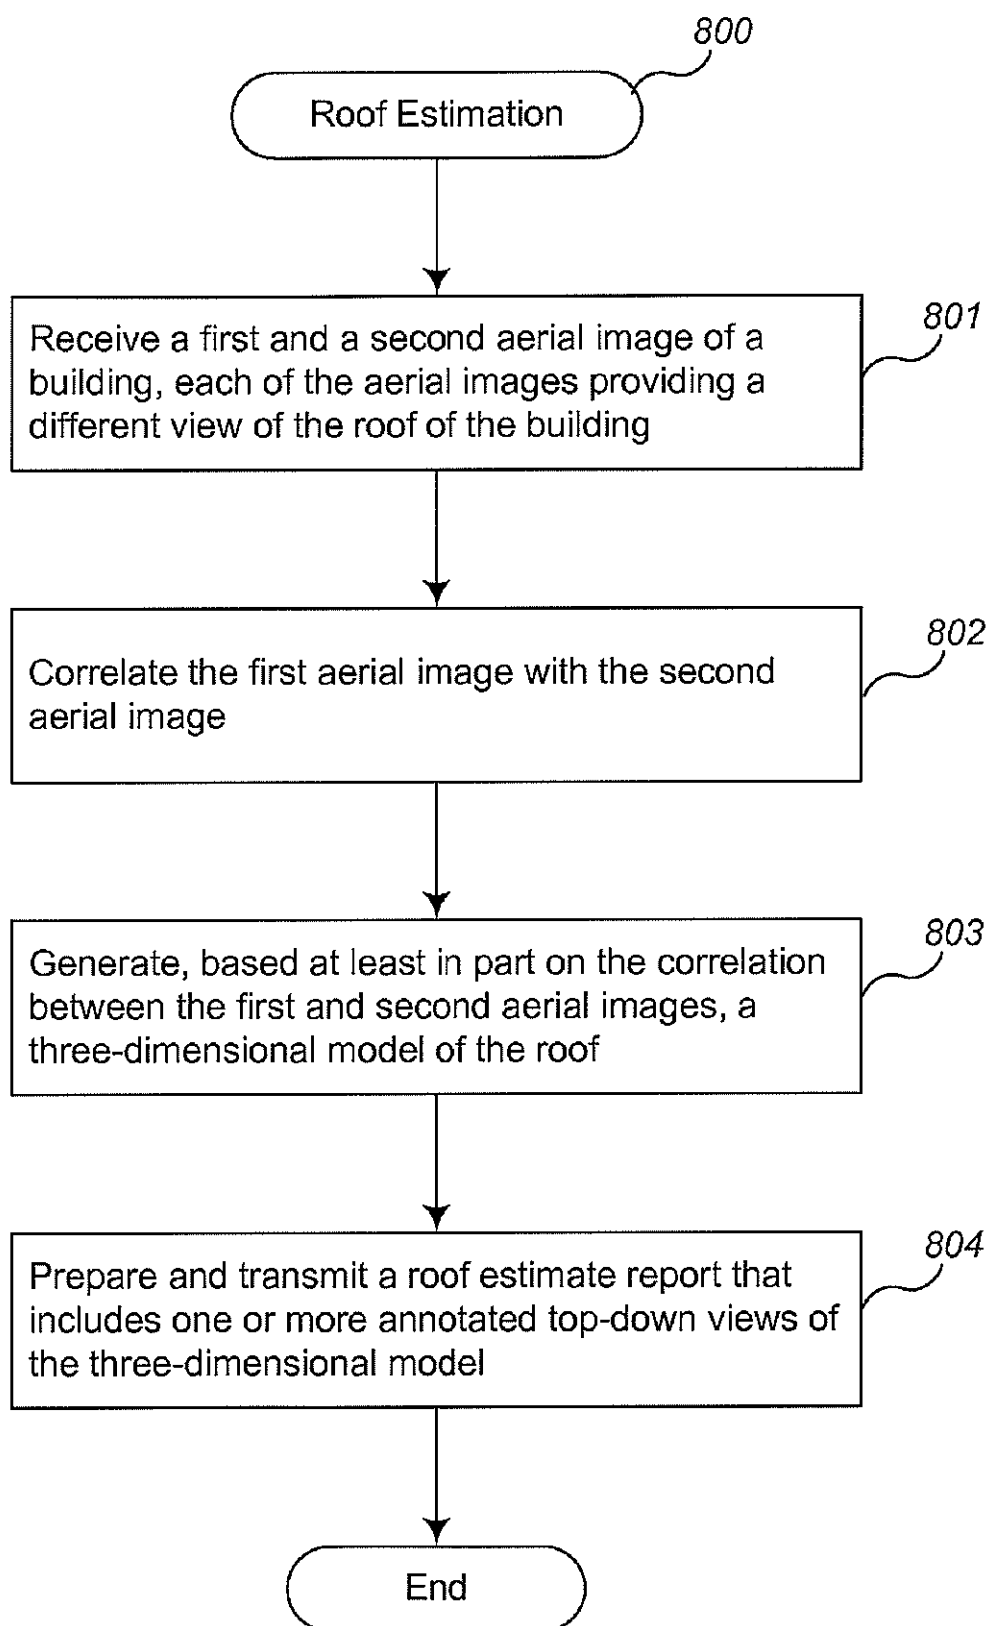 800
Roof Estimation
801
Receive a first and a second aerial image of a
building, each of the aerial images providing a
different view of the roof of the building
802
Correlate the first aerial image with the second
aerial image
803
Generate, based at least in part on the correlation
between the first and second aerial images, a
three-dimensional model of the roof
804
Prepare and transmit a roof estimate report that
includes one or more annotated top-down views of
the three-dimensional model
End